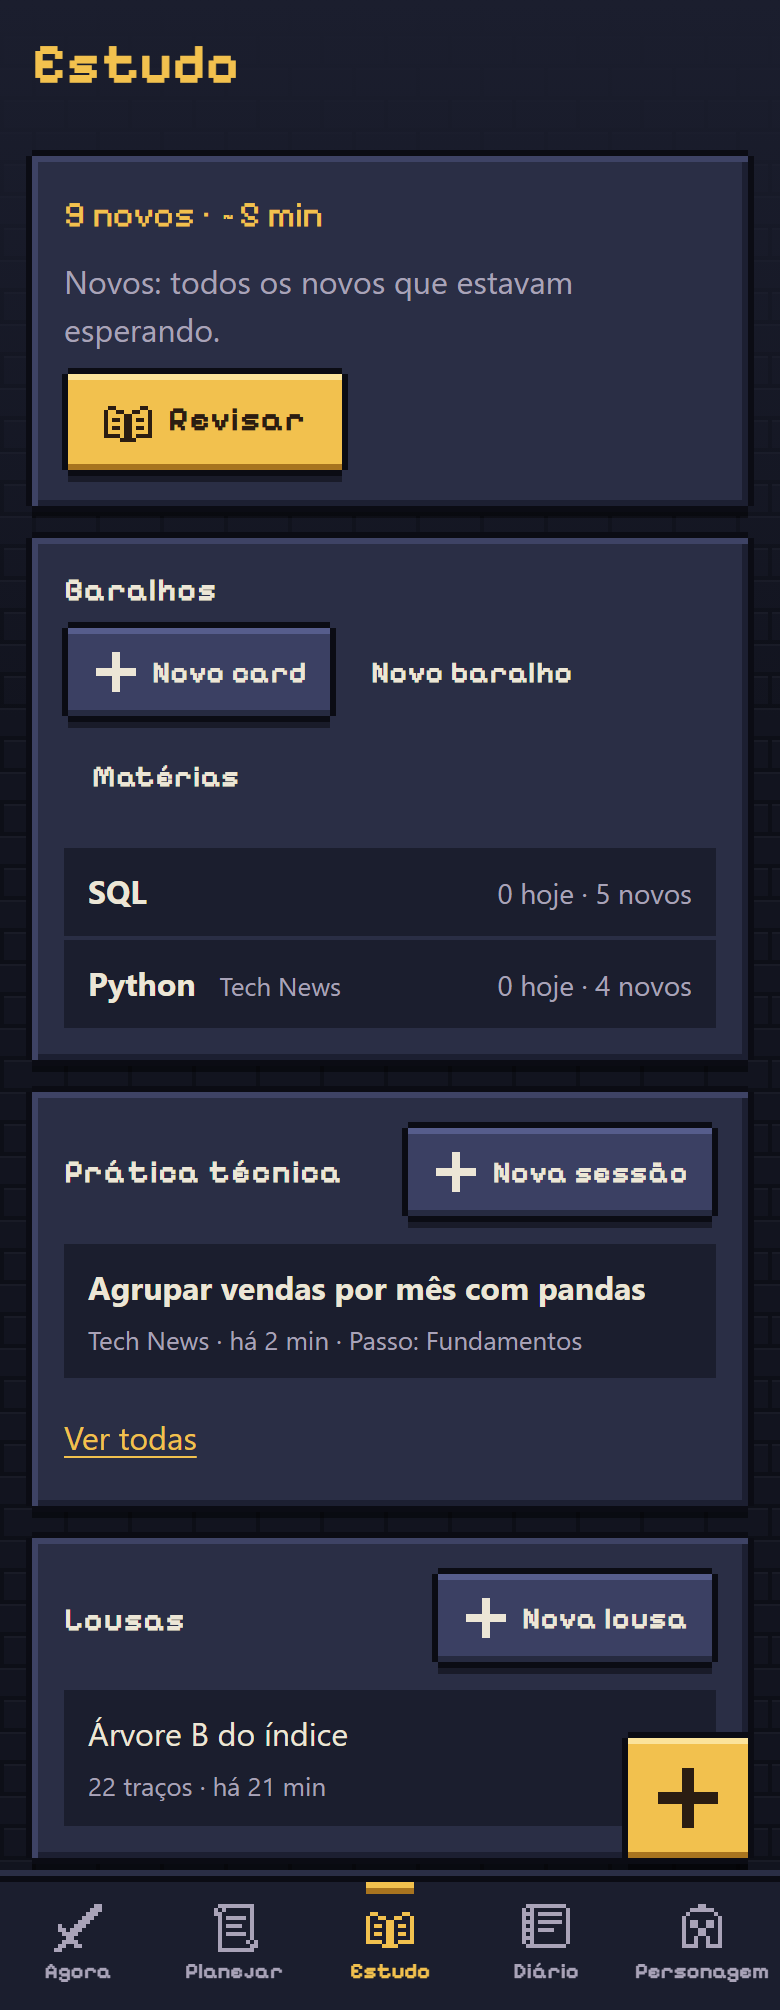 Estudo
9 novos · ~8 min
Novos: todos os novos que estavam
esperando.
Revisar
Baralhos
Novo card
Novo baralho
Matérias
SQL
0 hoje · 5 novos
Python Tech News
0 hoje · 4 novos
Prática técnica
Nova sessão
Agrupar vendas por mês com pandas
Tech News · há 2 min · Passo: Fundamentos
Ver todas
Lousas
Nova lousa
Árvore B do índice
22 traços · há 21 min
Agora
Planejar
Estudo
Diário
Personagem